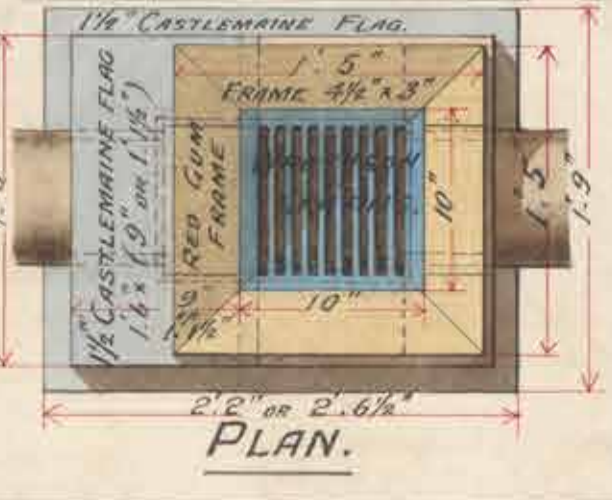 1½" CASTLEMAINE FLAG.
1'. 5"
FRAME 4½" x 3"
1½" CASTLEMAINE FLAG
1'.6" x (9" OR 1'.1½")
RED GUM
FRAME
10"
1'.5
1'.9"
9"
1'.1½"
10"
2'.2" OR 2'.6½"
PLAN.